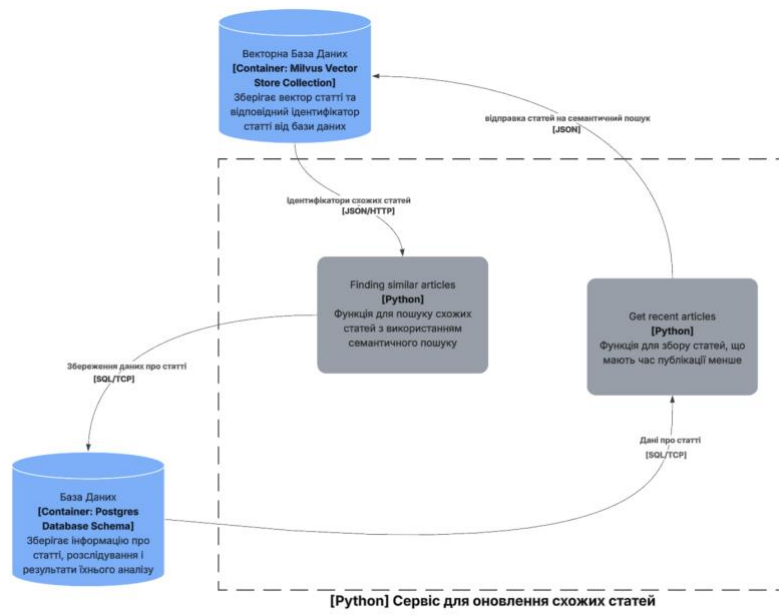 Векторна База Даних
[Container: Milvus Vector
Store Collection]
Зберігає вектор статті та
відповідний ідентифікатор
статті від бази даних
відправка статей на семантичний пошук
[JSON]
Ідентифікатори схожих статей
[JSON/HTTP]
Finding similar articles
[Python]
Функція для пошуку схожих
статей з використанням
семантичного пошуку
Get recent articles
[Python]
Функція для збору статей, що
мають час публікації менше
Збереження даних про статті
[SQL/TCP]
Дані про статті
[SQL/TCP]
База Даних
[Container: Postgres
Database Schema]
Зберігає інформацію про
статті, розслідування і
результати їхнього аналізу
[Python] Сервіс для оновлення схожих статей